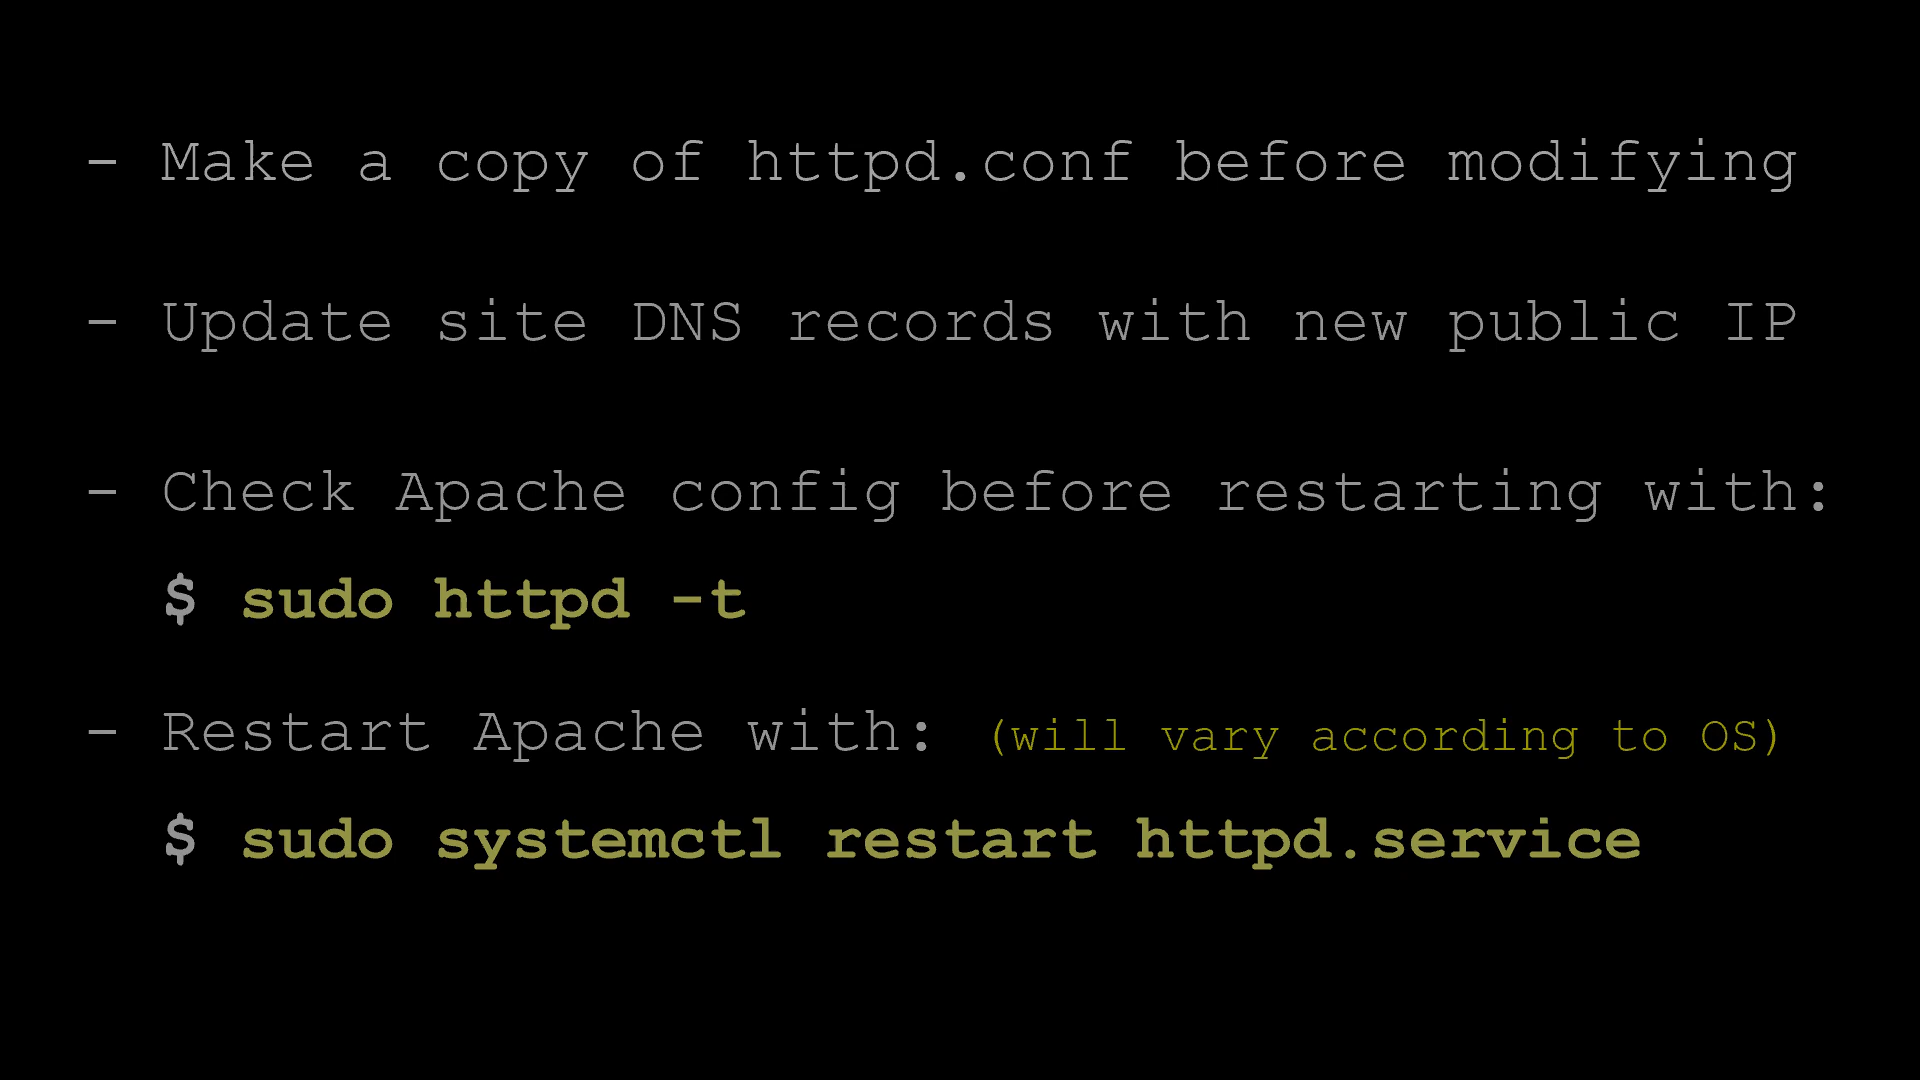 - Make a copy of httpd.conf before modifying
- Update site DNS records with new public IP
- Check Apache config before restarting with:
$ sudo httpd -t
- Restart Apache with: (will vary according to OS)
$ sudo systemctl restart httpd.service